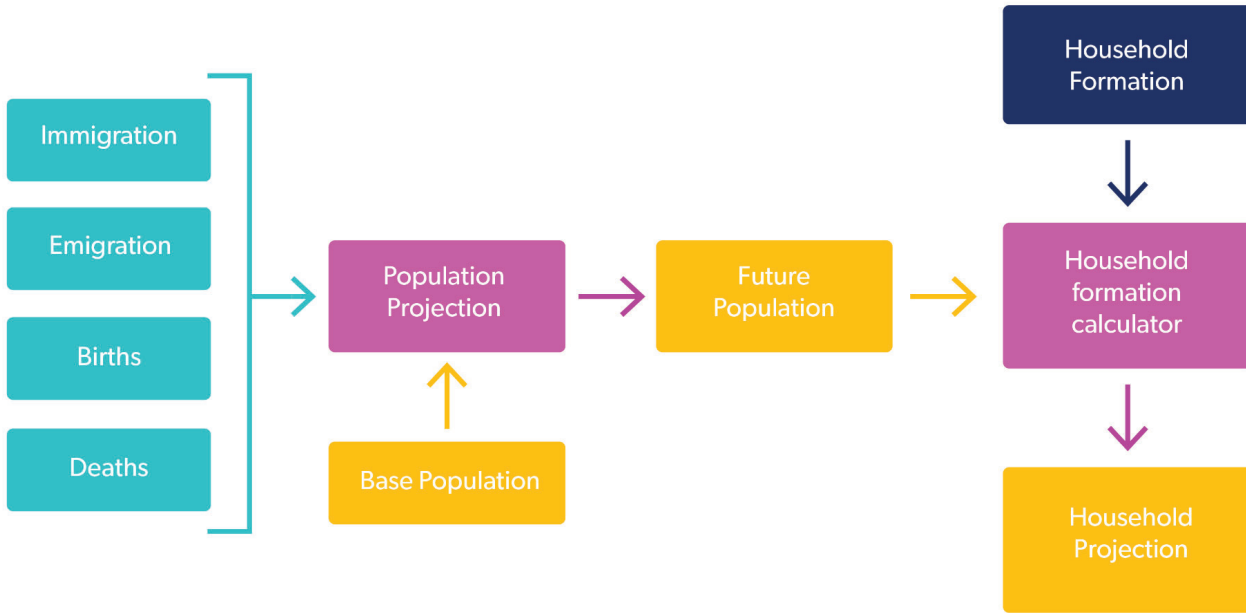 Immigration
Emigration
Births
Deaths
Population
Projection
Base Population
Future
Population
Household
Formation
Household
formation
calculator
Household
Projection